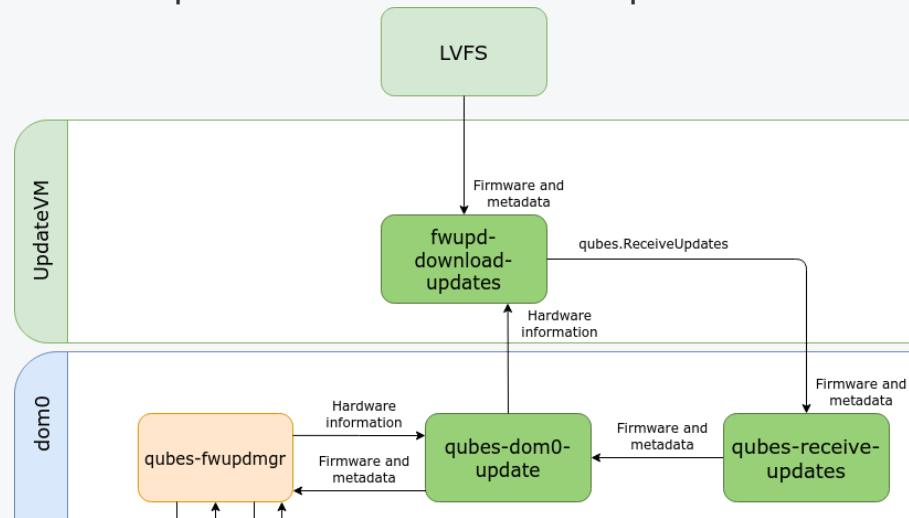 LVFS
UpdateVM
Firmware and
metadata
fwupd-
download-
updates
qubes.ReceiveUpdates
Hardware
information
dom0
Firmware and
metadata
Hardware
information
qubes-fwupdmgr
Firmware and
metadata
qubes-dom0-
update
Firmware and
metadata
qubes-receive-
updates